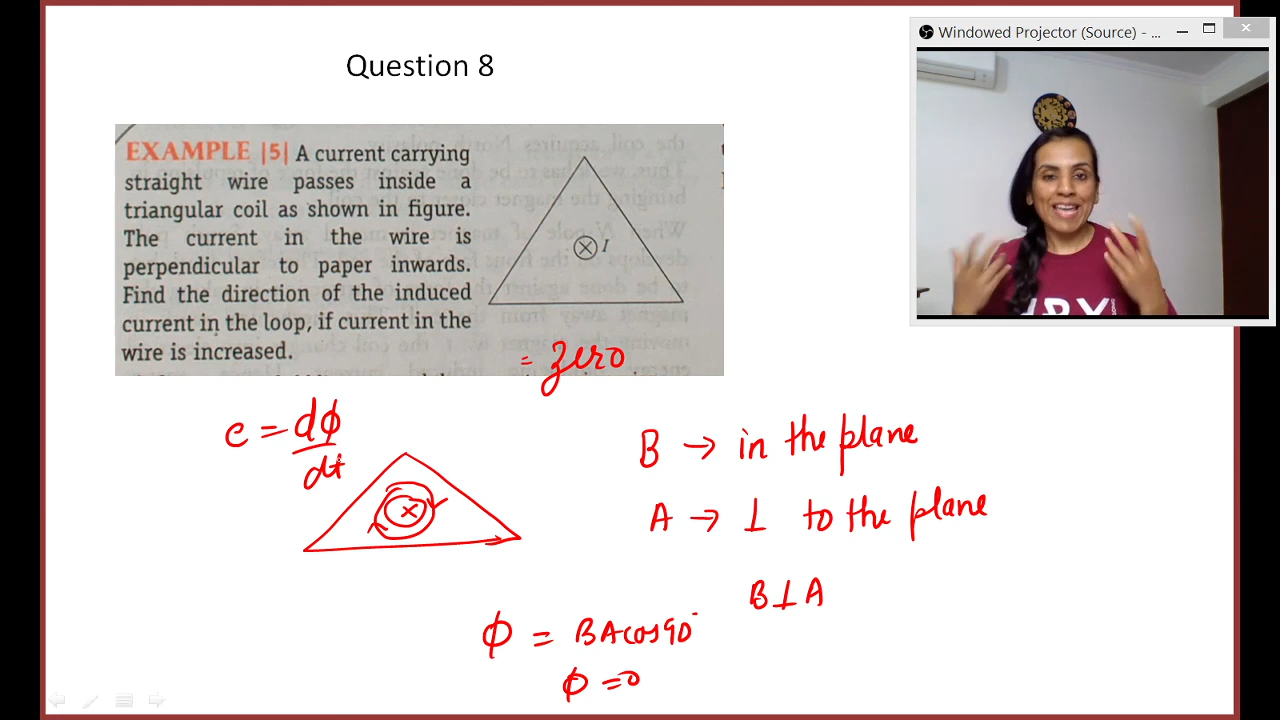 Question 8
Windowed Projector (Source) - ...
EXAMPLE |5| A current carrying
straight wire passes inside a
triangular coil as shown in figure.
The current in the wire is
perpendicular to paper inwards.
Find the direction of the induced
current in the loop, if current in the
wire is increased.
I
= zero
e = dϕ
dt
B → in the plane
A → ⊥ to the plane
B⊥A
ϕ = BA cos90°
ϕ = 0